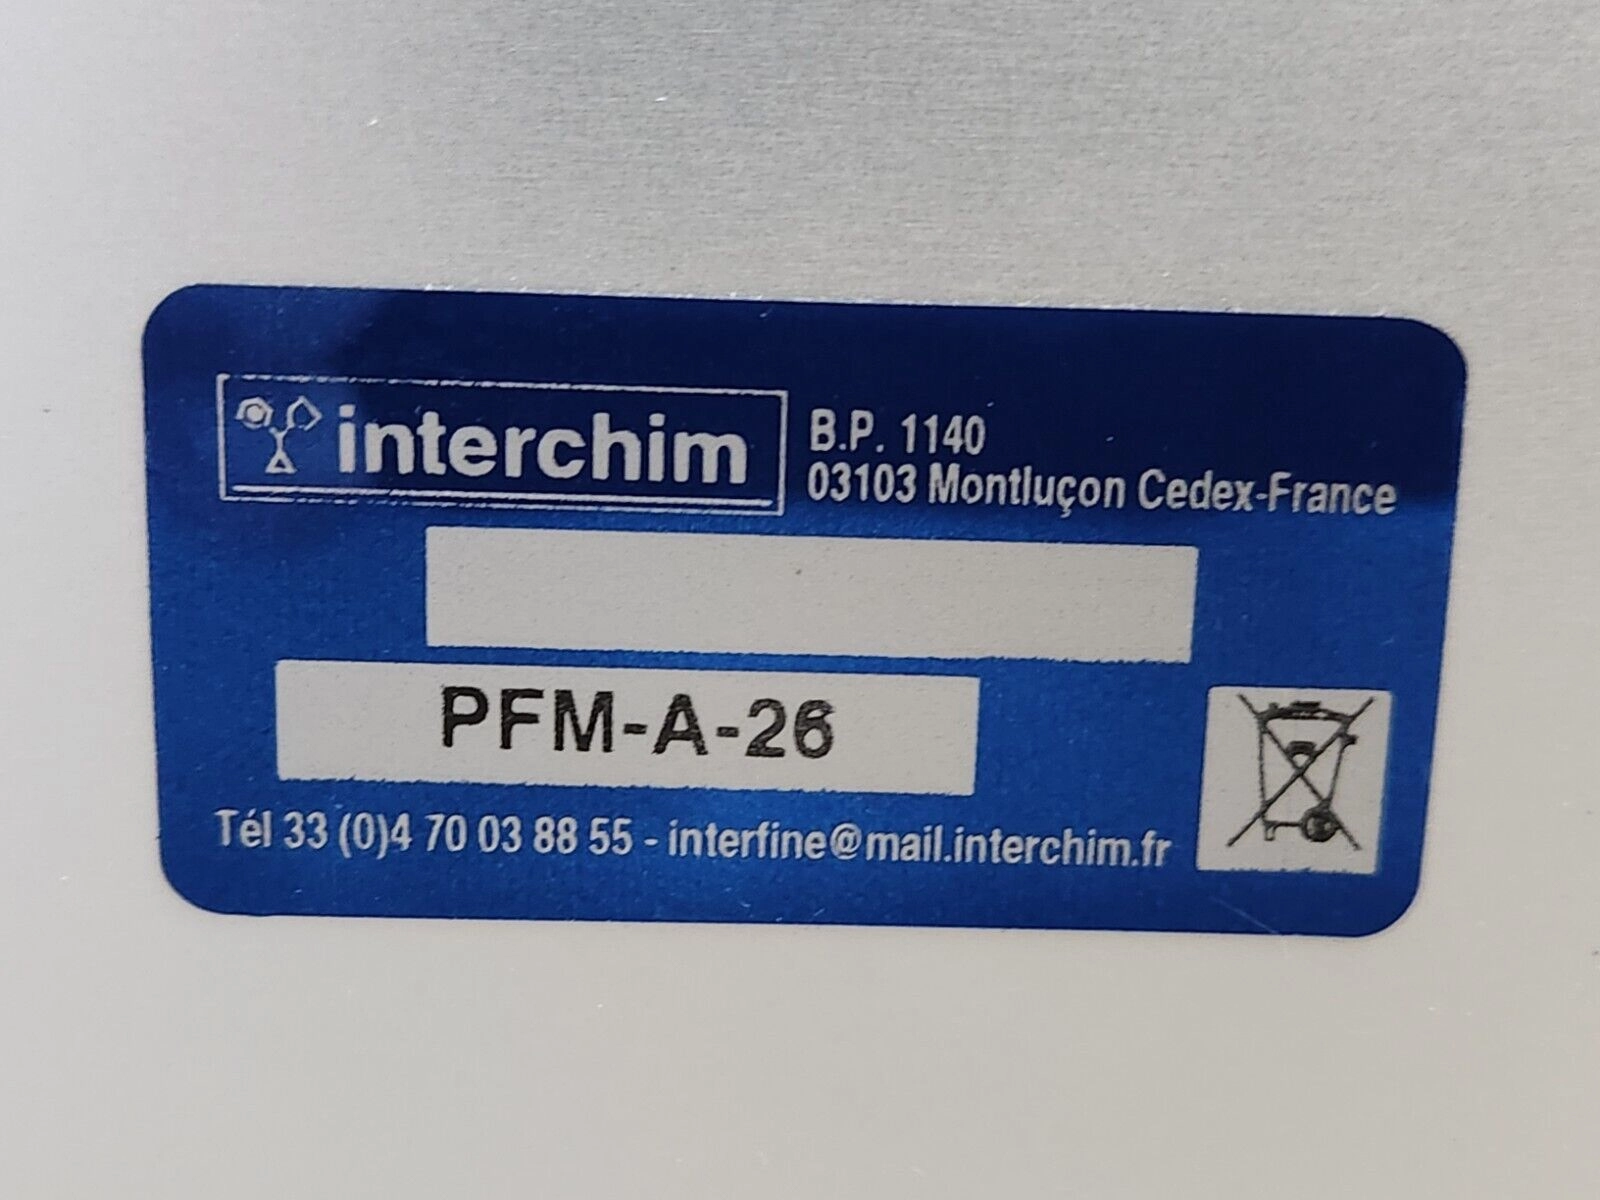 interchim
B.P. 1140
03103 Montluçon Cedex-France
PFM-A-26
Tél 33 (0)4 70 03 88 55 - interfine@mail.interchim.fr